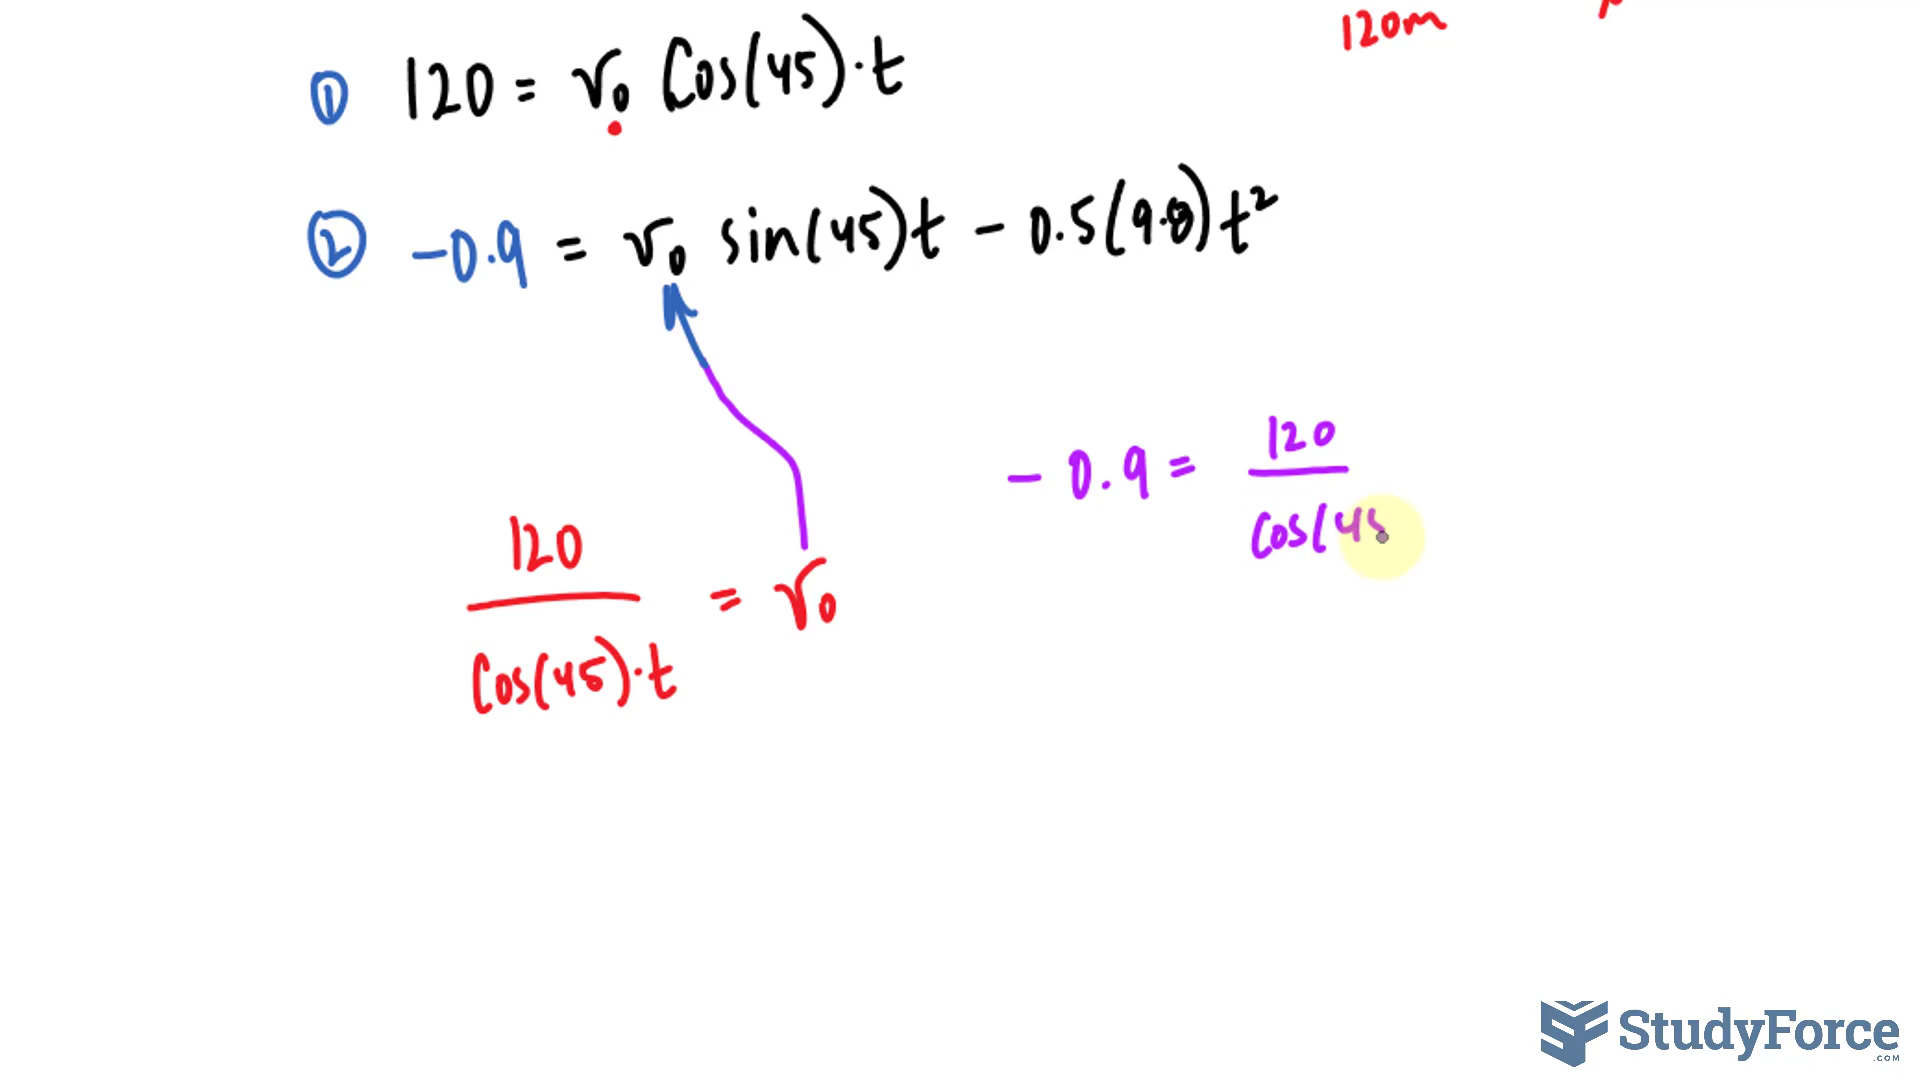 120m
① 120 = v₀ Cos(45)·t
② -0.9 = v₀ sin(45)t - 0.5(9.8)t²
-0.9 = 120
cos(45
120
cos(45)·t = v₀
StudyForce
.COM